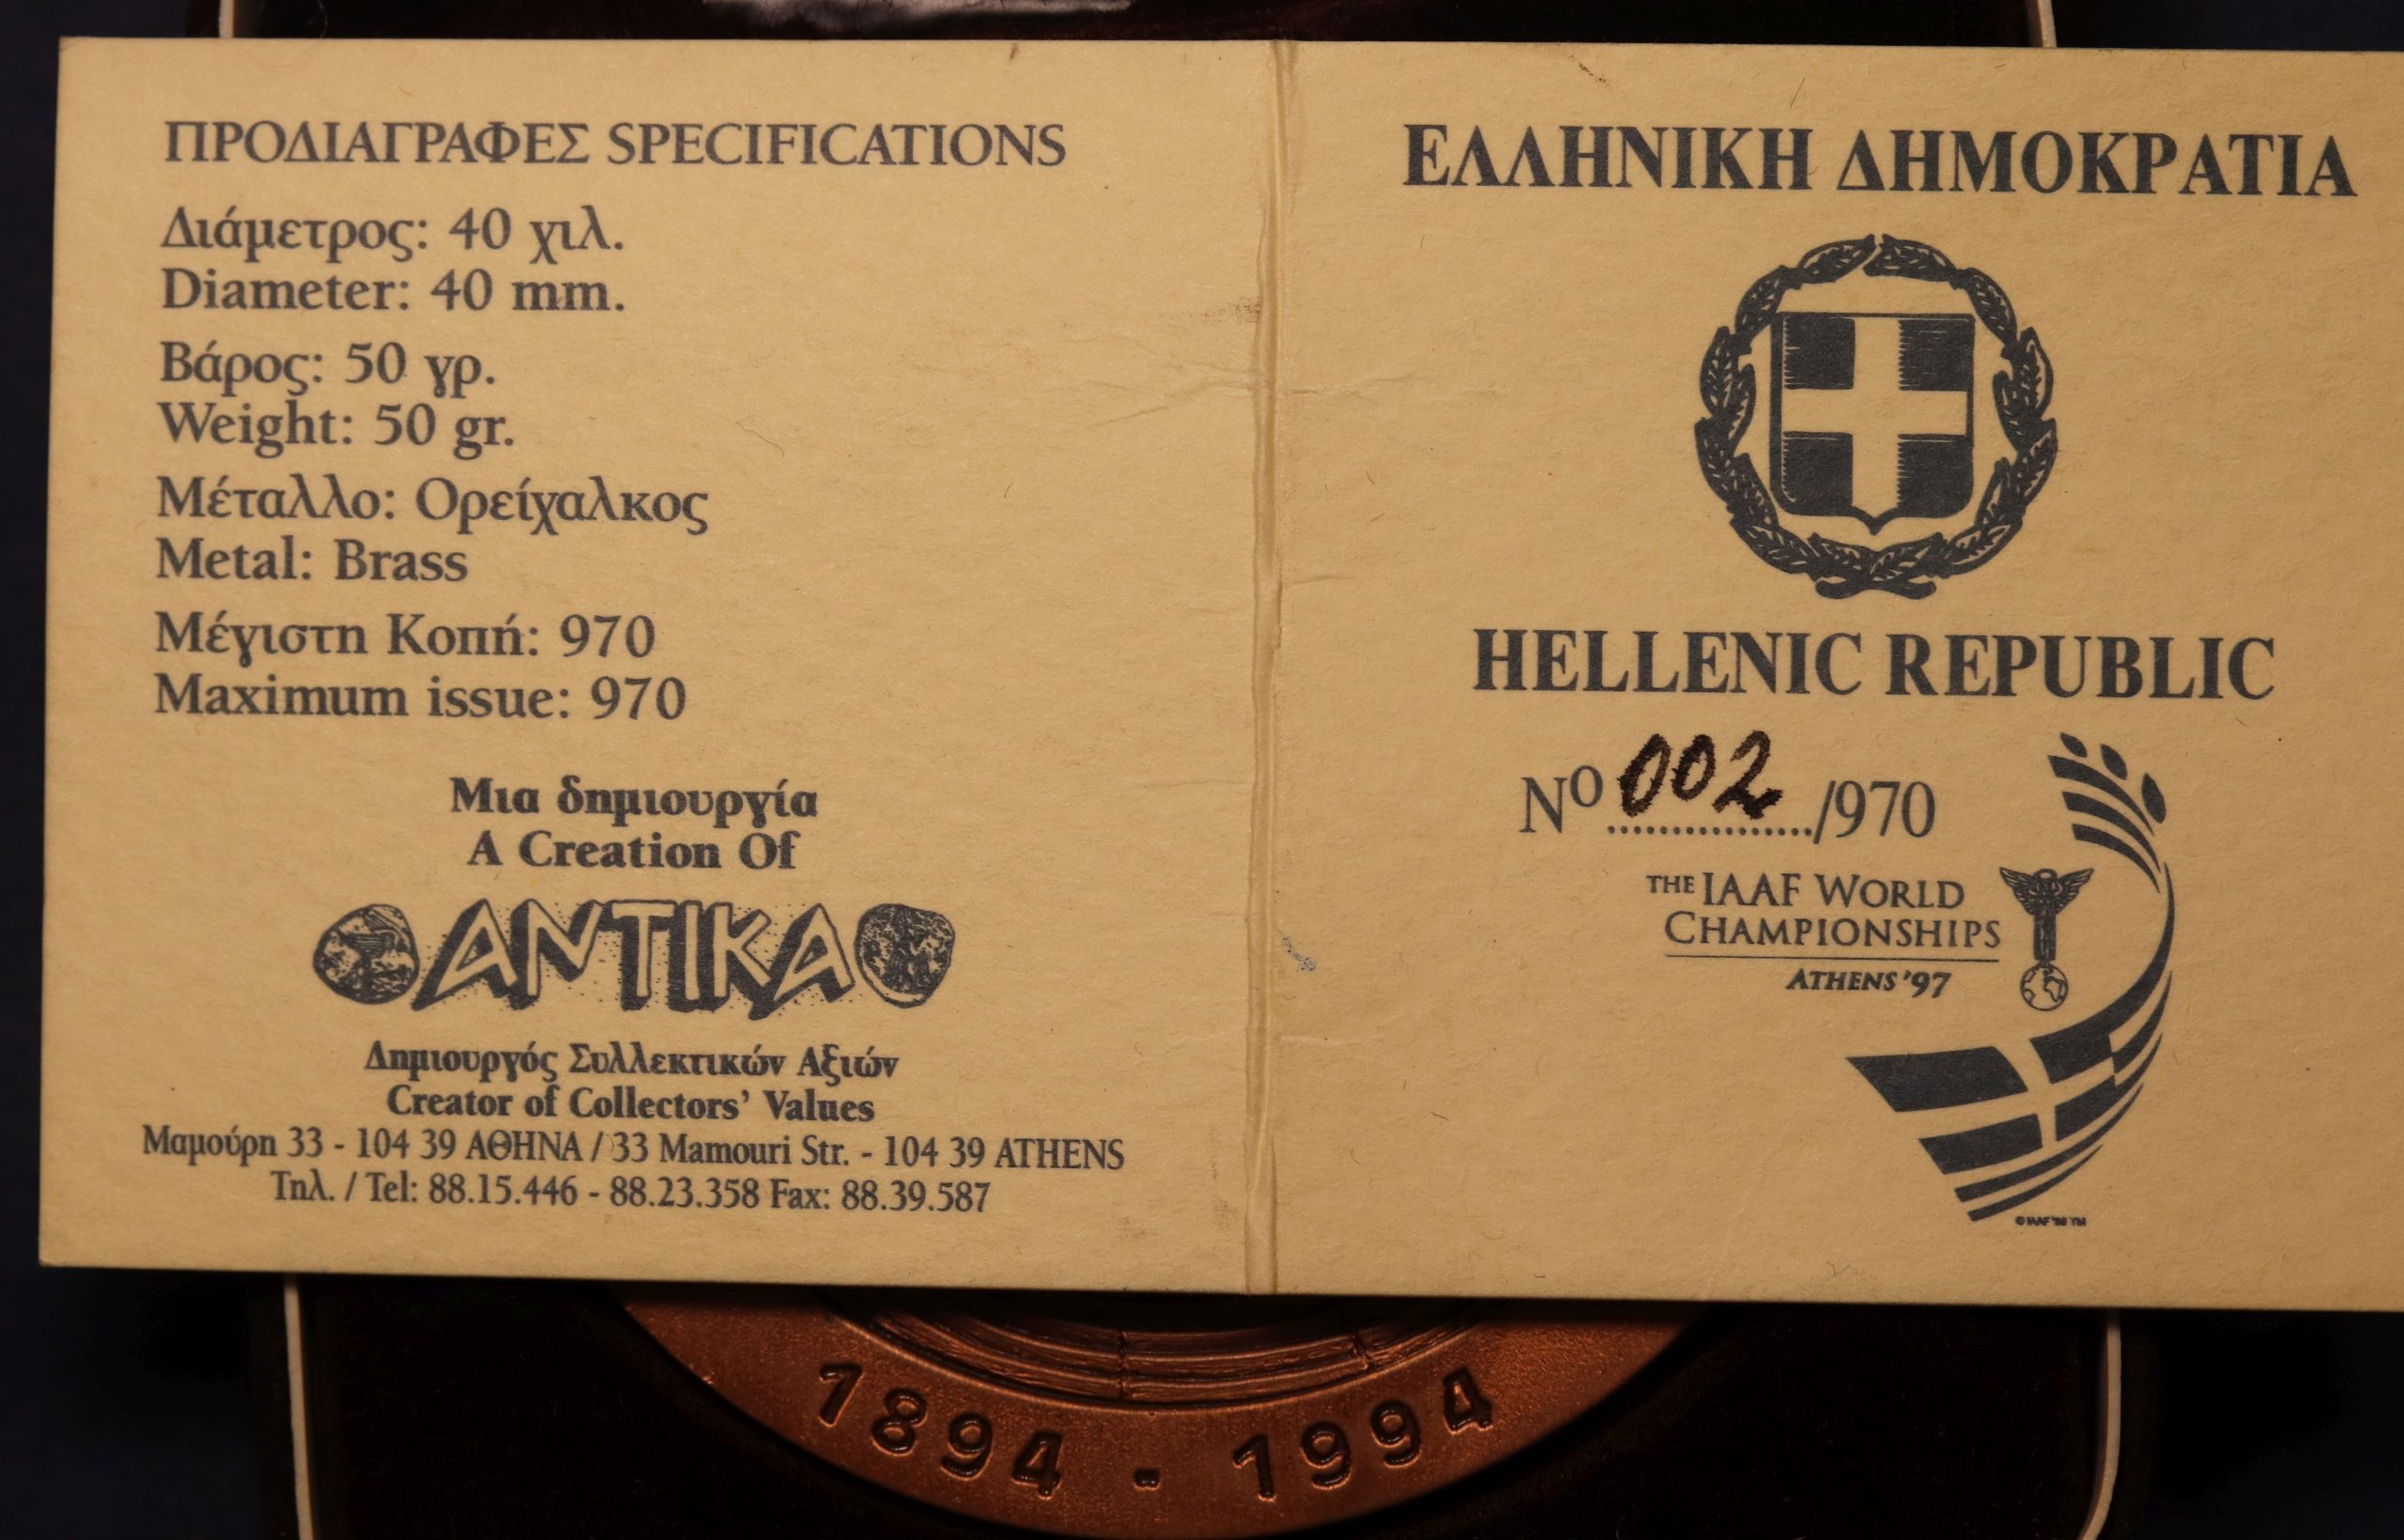 ΠΡΟΔΙΑΓΡΑΦΕΣ SPECIFICATIONS
Διάμετρος: 40 χιλ.
Diameter: 40 mm.
Βάρος: 50 γρ.
Weight: 50 gr.
Μέταλλο: Ορείχαλκος
Metal: Brass
Μέγιστη Κοπή: 970
Maximum issue: 970
Μια δημιουργία
A Creation Of
ΑΝΤΙΚΑ
Δημιουργός Συλλεκτικών Αξιών
Creator of Collectors' Values
Μαμούρη 33 - 104 39 ΑΘΗΝΑ / 33 Mamouri Str. - 104 39 ATHENS
Τηλ. / Tel: 88.15.446 - 88.23.358 Fax: 88.39.587
ΕΛΛΗΝΙΚΗ ΔΗΜΟΚΡΑΤΙΑ
HELLENIC REPUBLIC
Nº 002 /970
THE IAAF WORLD
CHAMPIONSHIPS
ATHENS '97
1894 - 1994